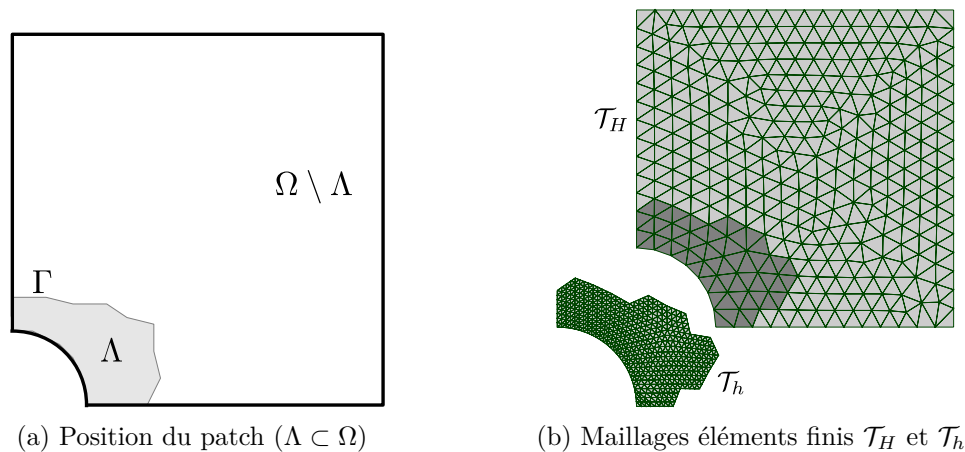 Ω \ Λ
Γ
Λ
(a) Position du patch (Λ ⊂ Ω)
𝒯_H
𝒯_h
(b) Maillages éléments finis 𝒯_H et 𝒯_h